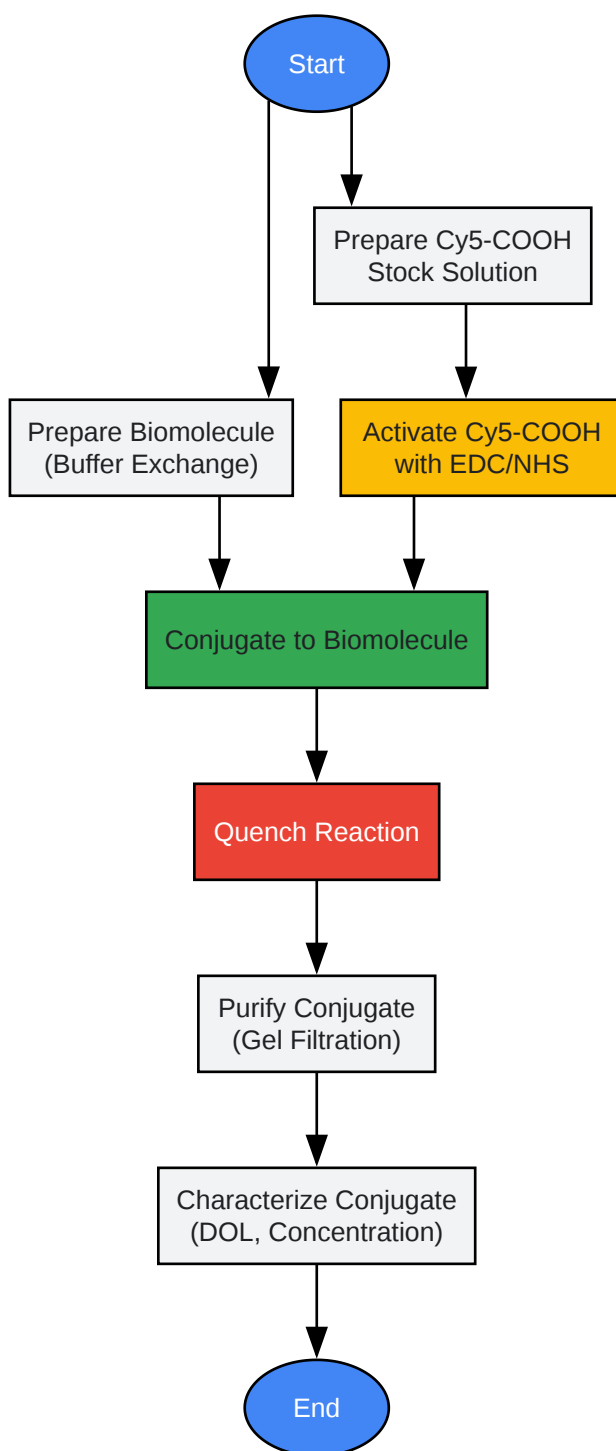 Start
Prepare Cy5-COOH
Stock Solution
Prepare Biomolecule
(Buffer Exchange)
Activate Cy5-COOH
with EDC/NHS
Conjugate to Biomolecule
Quench Reaction
Purify Conjugate
(Gel Filtration)
Characterize Conjugate
(DOL, Concentration)
End